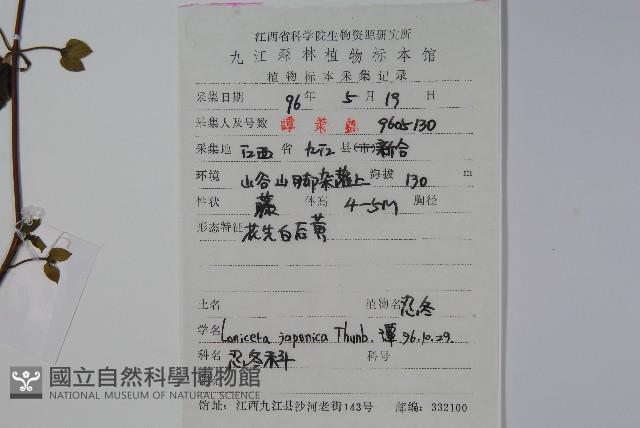 江西省科学院生物资源研究所
九江森林植物标本馆
植物标本采集记录
采集日期 96 年 5 月 19 日
采集人及号数 譚策銘 9605130
采集地 江西 省 九江 县(市) 新合
环境 山谷山脚杂灌上 海拔 130 m
性状 藤 体高 4-5M 胸径
形态特征 花先白后黄
土名 植物名 忍冬
学名 Lonicera japonica Thunb. 譚 96.10.29.
科名 忍冬科 科号
國立自然科學博物館
NATIONAL MUSEUM OF NATURAL SCIENCE
馆址:江西九江县沙河老街143号 邮编:332100